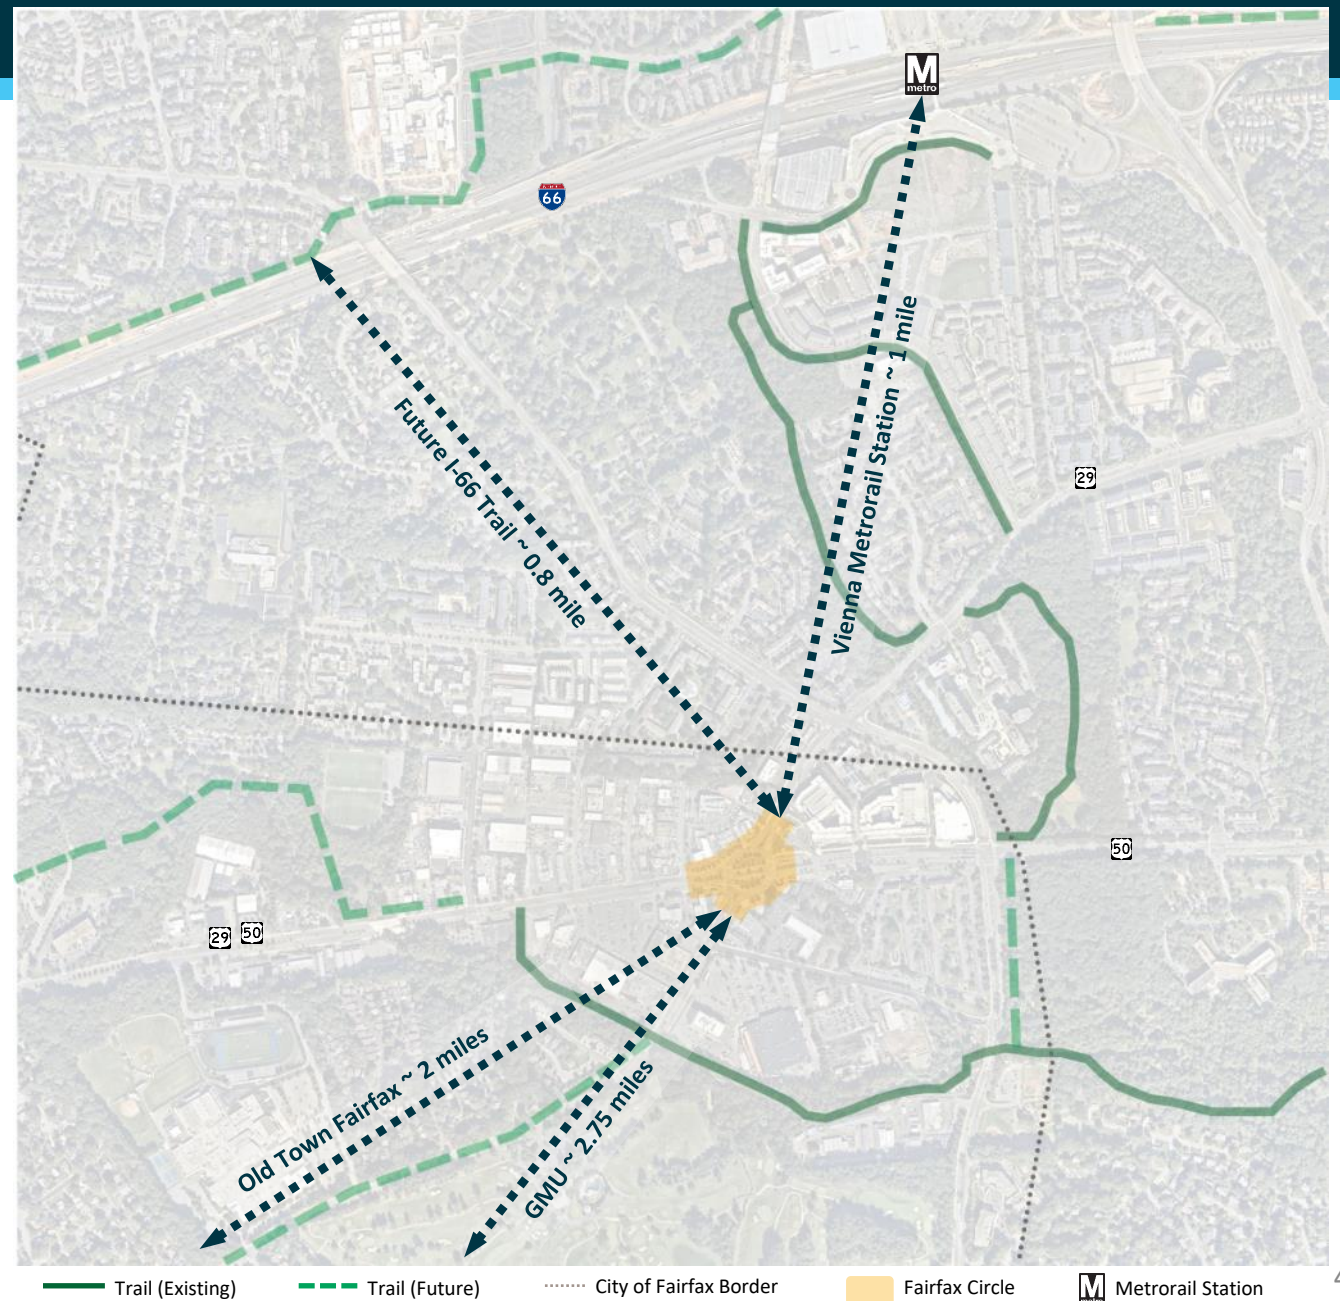 M
metro
66
Vienna Metrorail Station ~ 1 mile
Future I-66 Trail ~ 0.8 mile
29
50
29 50
Old Town Fairfax ~ 2 miles
GMU ~ 2.75 miles
Trail (Existing) Trail (Future) City of Fairfax Border Fairfax Circle M Metrorail Station